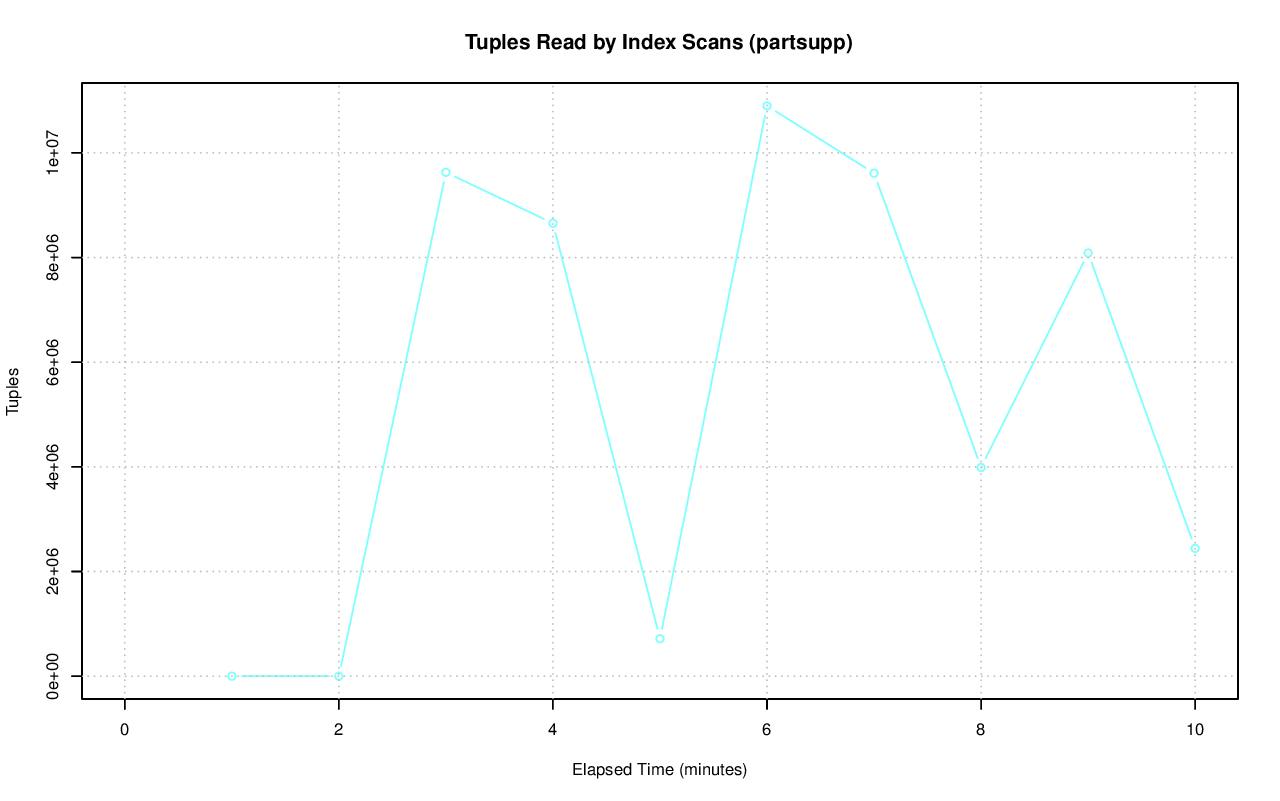 Tuples Read by Index Scans (partsupp)
Tuples
1e+07
8e+06
6e+06
4e+06
2e+06
0e+00
0 2 4 6 8 10
Elapsed Time (minutes)